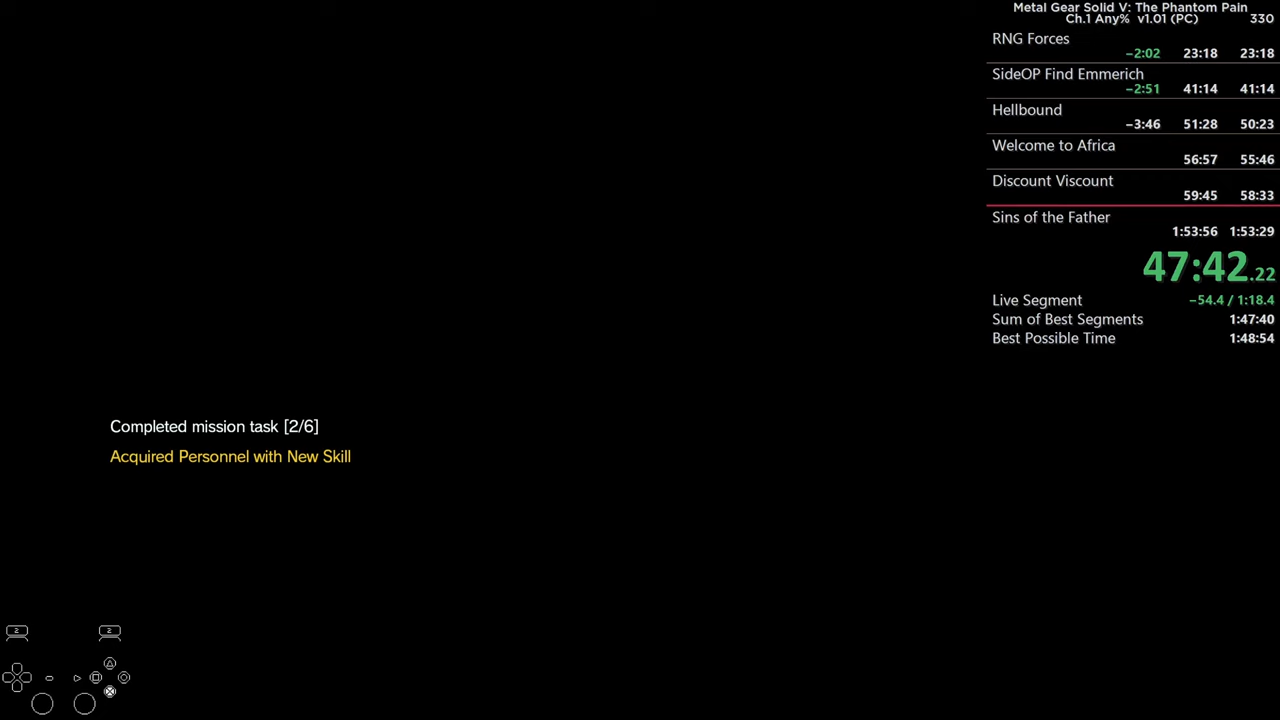 Metal Gear Solid V: The Phantom Pain
Ch.1 Any% v1.01 (PC) 330
RNG Forces
-2:02 23:18 23:18
SideOP Find Emmerich
-2:51 41:14 41:14
Hellbound
-3:46 51:28 50:23
Welcome to Africa
56:57 55:46
Discount Viscount
59:45 58:33
Sins of the Father
1:53:56 1:53:29
47:42.22
Live Segment -54.4 / 1:18.4
Sum of Best Segments 1:47:40
Best Possible Time 1:48:54
Completed mission task [2/6]
Acquired Personnel with New Skill
2 2